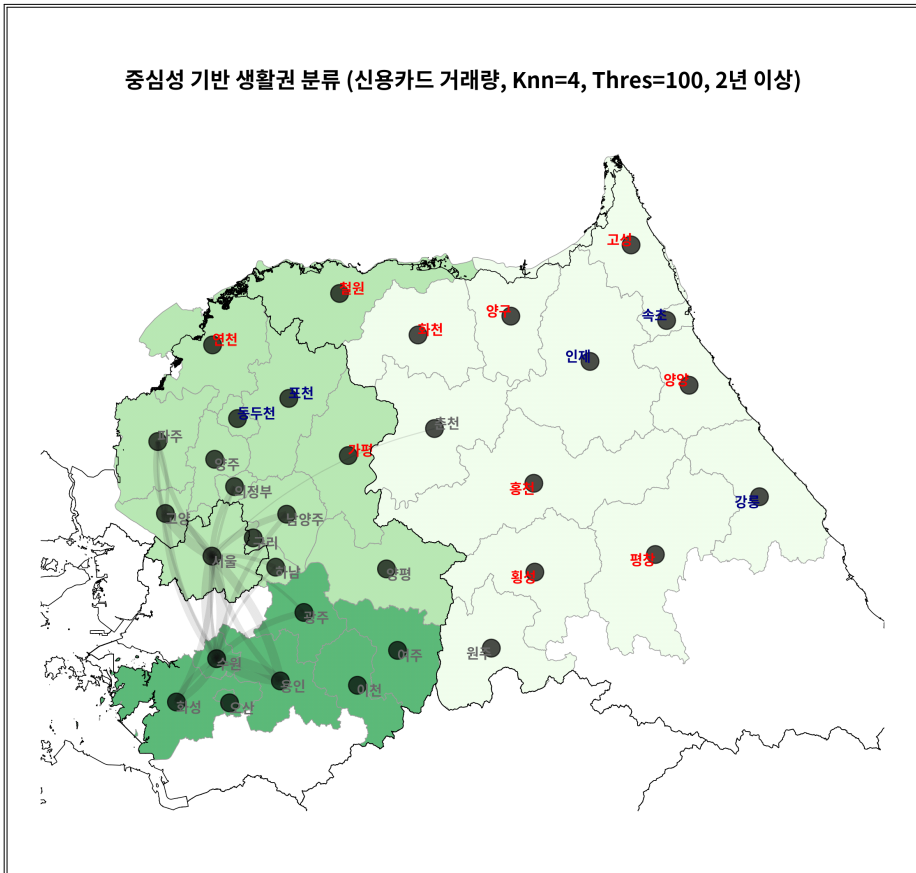 중심성 기반 생활권 분류 (신용카드 거래량, Knn=4, Thres=100, 2년 이상)
고성
철원
양구
속초
화천
연천
인제
양양
포천
동두천
춘천
파주
가평
양주
의정부
홍천
강릉
고양
남양주
구리
서울
평창
하남
양평
횡성
광주
여주
원주
수원
용인
이천
화성
오산